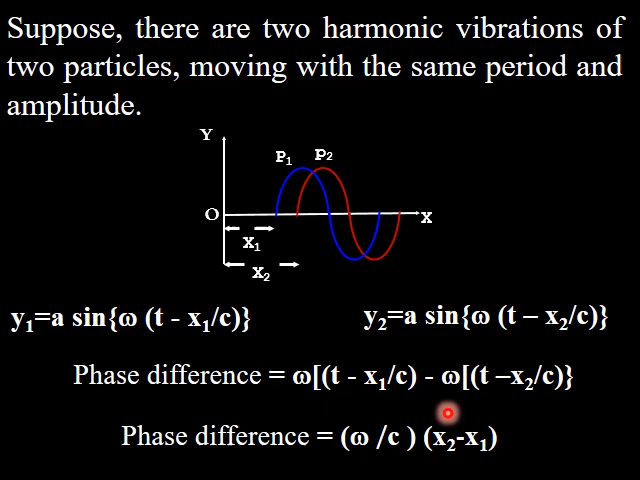 Suppose, there are two harmonic vibrations of
two particles, moving with the same period and
amplitude.
Y
P₁ P2
O
X
X₁
X₂
y₁=a sin{ω (t - x₁/c)} y₂=a sin{ω (t – x₂/c)}
Phase difference = ω[(t - x₁/c) - ω[(t –x₂/c)}
Phase difference = (ω /c ) (x₂-x₁)